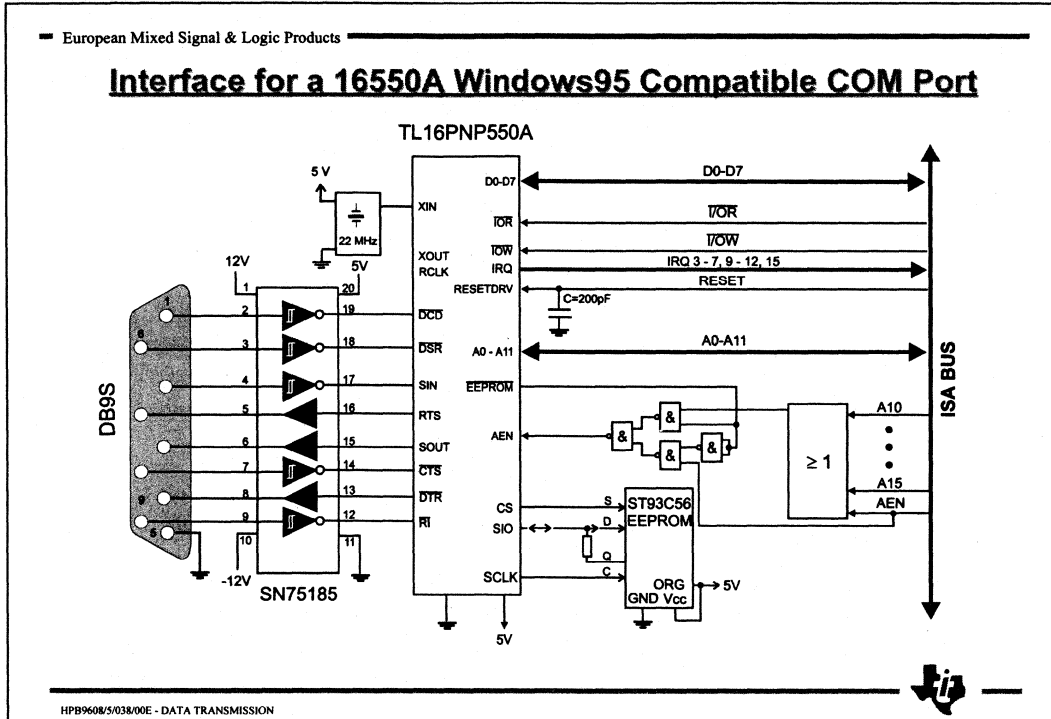 European Mixed Signal & Logic Products
Interface for a 16550A Windows95 Compatible COM Port
TL16PNP550A
5 V
22 MHz
XIN
XOUT
RCLK
D0-D7
D0-D7
IOR
I/OR
IOW
I/OW
IRQ
IRQ 3 - 7, 9 - 12, 15
RESETDRV
RESET
C=200pF
A0 - A11
A0-A11
EEPROM
AEN
ISA BUS
12V
5V
1
20
2
19
DCD
3
18
DSR
4
17
SIN
5
16
RTS
6
15
SOUT
7
14
CTS
8
13
DTR
9
12
RI
10
11
-12V
SN75185
DB9S
1
6
9
5
&
&
&
&
≥ 1
A10
A15
AEN
CS
S
ST93C56
EEPROM
SIO
D
Q
SCLK
C
ORG
5V
GND Vcc
5V
ti
HPB9608/5/038/00E - DATA TRANSMISSION